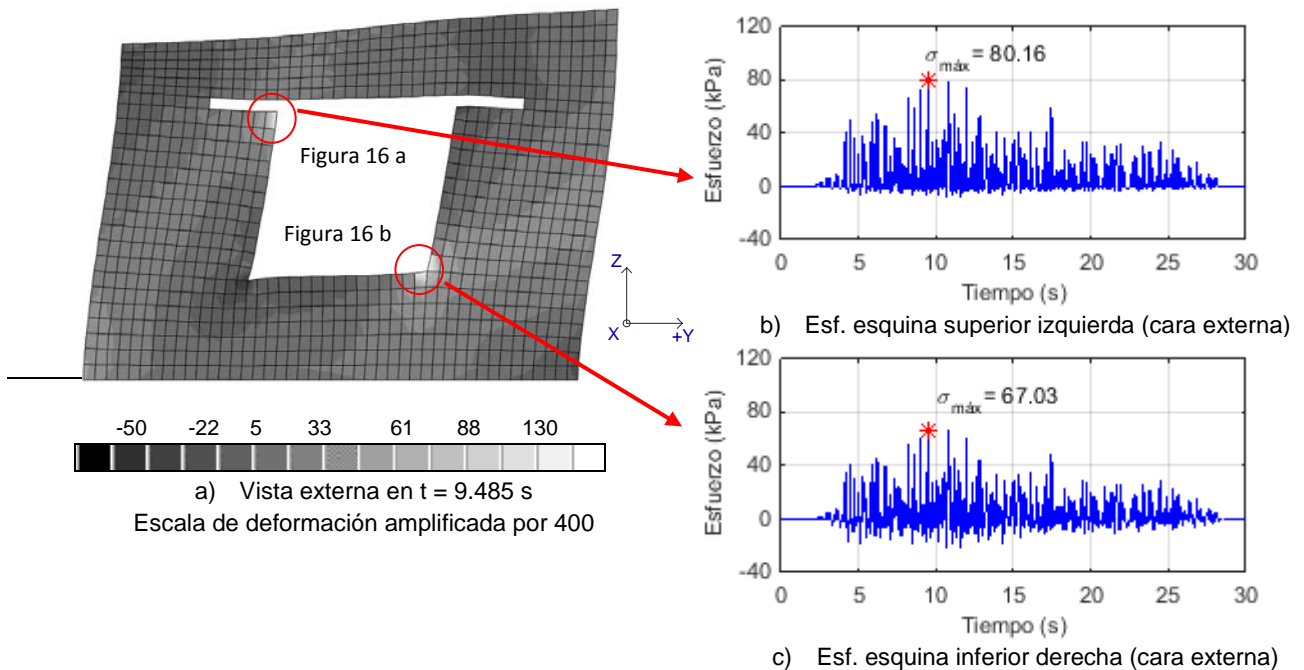 Figura 16 a
Figura 16 b
Z
X
+Y
-50 -22 5 33 61 88 130
a) Vista externa en t = 9.485 s
Escala de deformación amplificada por 400
120
80
40
0
-40
Esfuerzo (kPa)
σmáx = 80.16
0 5 10 15 20 25 30
Tiempo (s)
b) Esf. esquina superior izquierda (cara externa)
120
80
40
0
-40
Esfuerzo (kPa)
σmáx = 67.03
0 5 10 15 20 25 30
Tiempo (s)
c) Esf. esquina inferior derecha (cara externa)